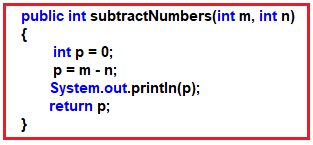 public int subtractNumbers(int m, int n)
{
int p = 0;
p = m - n;
System.out.println(p);
return p;
}